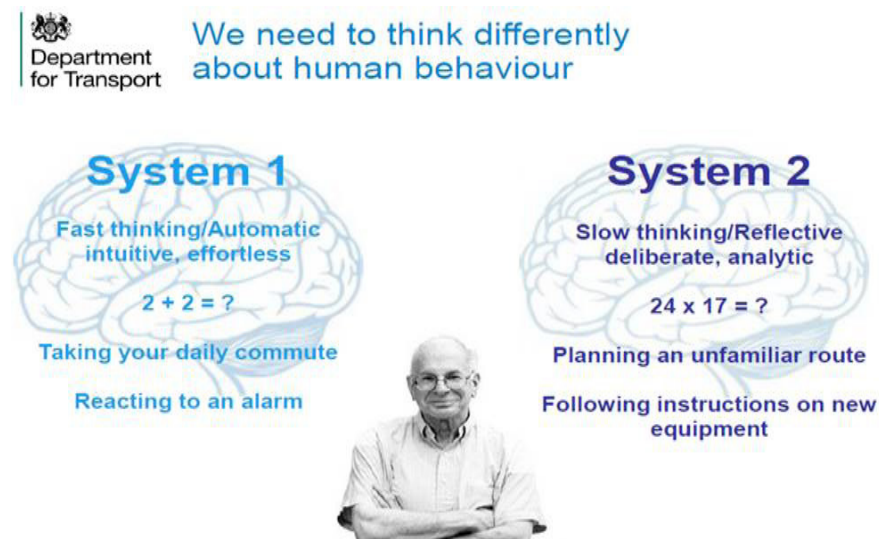 Department
for Transport
We need to think differently
about human behaviour
System 1
Fast thinking/Automatic
intuitive, effortless
2 + 2 = ?
Taking your daily commute
Reacting to an alarm
System 2
Slow thinking/Reflective
deliberate, analytic
24 x 17 = ?
Planning an unfamiliar route
Following instructions on new
equipment